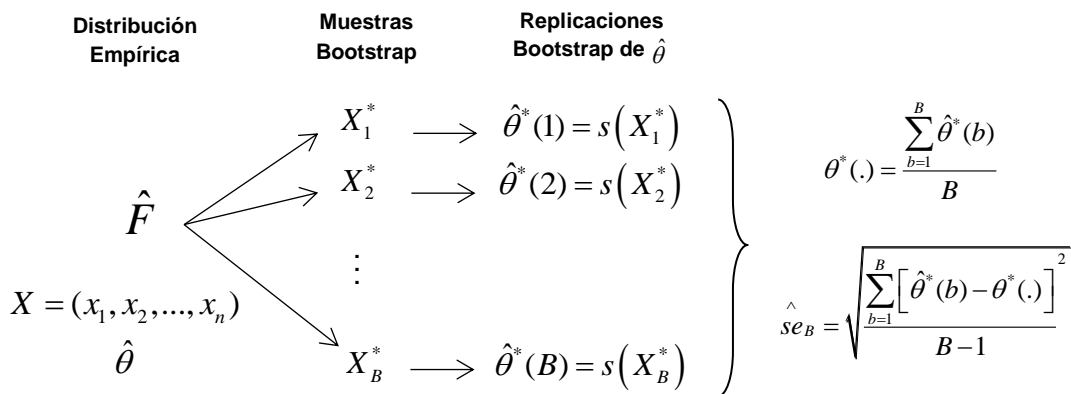 Distribución
Empírica
Muestras
Bootstrap
Replicaciones
Bootstrap de θ̂
X₁* → θ̂*(1) = s(X₁*)
X₂* → θ̂*(2) = s(X₂*)
F̂
⋮
X = (x₁, x₂,..., xₙ)
θ̂
X_B* → θ̂*(B) = s(X_B*)
θ*(.) = ∑_{b=1}^{B} θ̂*(b) / B
ŝe_B = √( ∑_{b=1}^{B} [θ̂*(b) − θ*(.)]² / (B−1) )